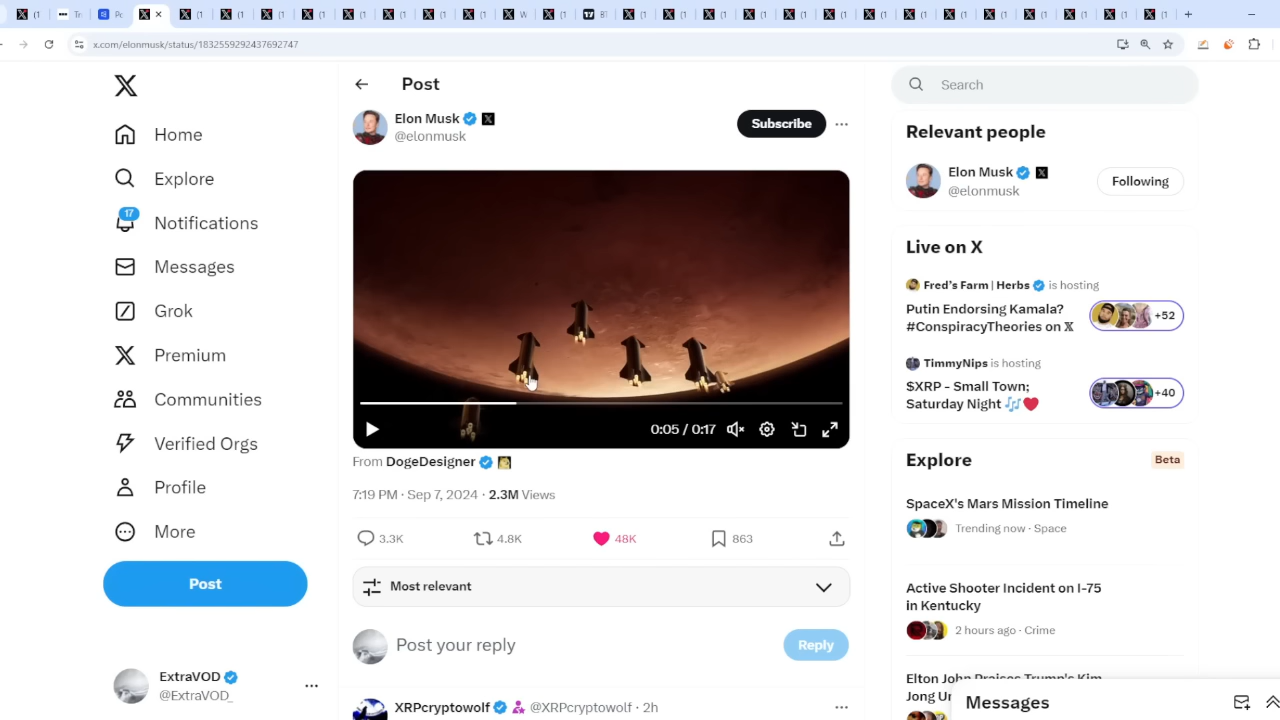 Tr
Po
W
BT
x.com/elonmusk/status/1832559292437692747
Home
Explore
17
Notifications
Messages
Grok
Premium
Communities
Verified Orgs
Profile
More
Post
ExtraVOD
@ExtraVOD_
Post
Elon Musk
@elonmusk
Subscribe
0:05 / 0:17
From DogeDesigner
7:19 PM · Sep 7, 2024 · 2.3M Views
3.3K
4.8K
48K
863
Most relevant
Post your reply
Reply
XRPcryptowolf @XRPcryptowolf · 2h
Search
Relevant people
Elon Musk
@elonmusk
Following
Live on X
Fred's Farm | Herbs is hosting
Putin Endorsing Kamala?
#ConspiracyTheories on 𝕏
+52
TimmyNips is hosting
$XRP - Small Town;
Saturday Night 🎶❤️
+40
Explore
Beta
SpaceX's Mars Mission Timeline
Trending now · Space
Active Shooter Incident on I-75
in Kentucky
2 hours ago · Crime
Elton John Praises Trump's Kim
Jong Un
Messages